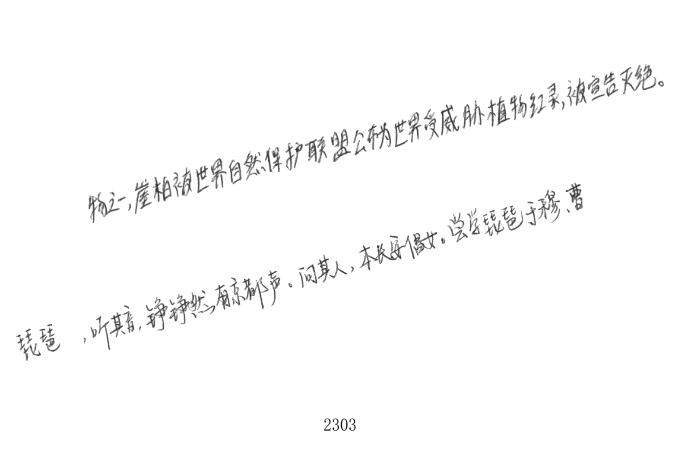 物之一,崖柏被世界自然保护联盟公布为世界受威胁植物红录,被宣告灭绝。
琵琶 ,听其音,铮铮然有京都声。问其人,本长安倡女。尝学琵琶于穆、曹
2303